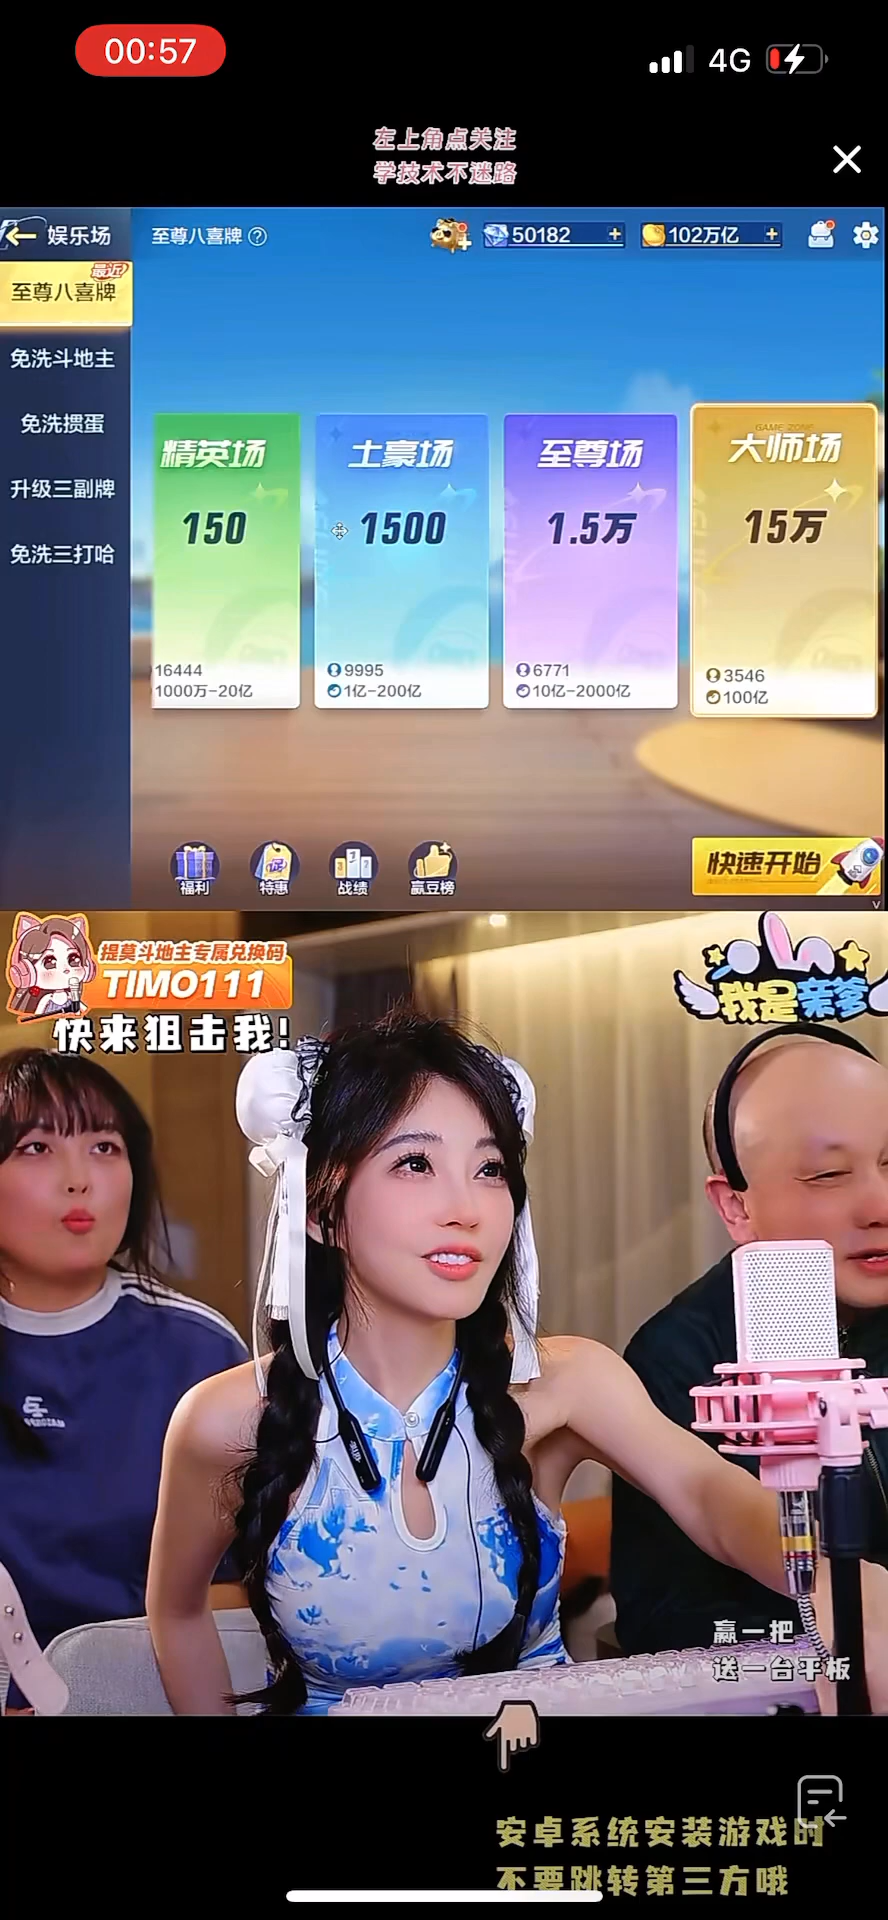 00:57
4G
左上角点关注
学技术不迷路
娱乐场
至尊八喜牌
50182
102万亿
最近
至尊八喜牌
免洗斗地主
免洗掼蛋
升级三副牌
免洗三打哈
精英场
150
16444
1000万-20亿
土豪场
1500
9995
1亿-200亿
至尊场
1.5万
6771
10亿-2000亿
GAME ZONE
大师场
15万
3546
100亿
福利
特惠
战绩
赢豆榜
快速开始
提莫斗地主专属兑换码
TIMO111
快来狙击我!
我是亲爹
赢一把
送一台平板
安卓系统安装游戏时
不要跳转第三方哦